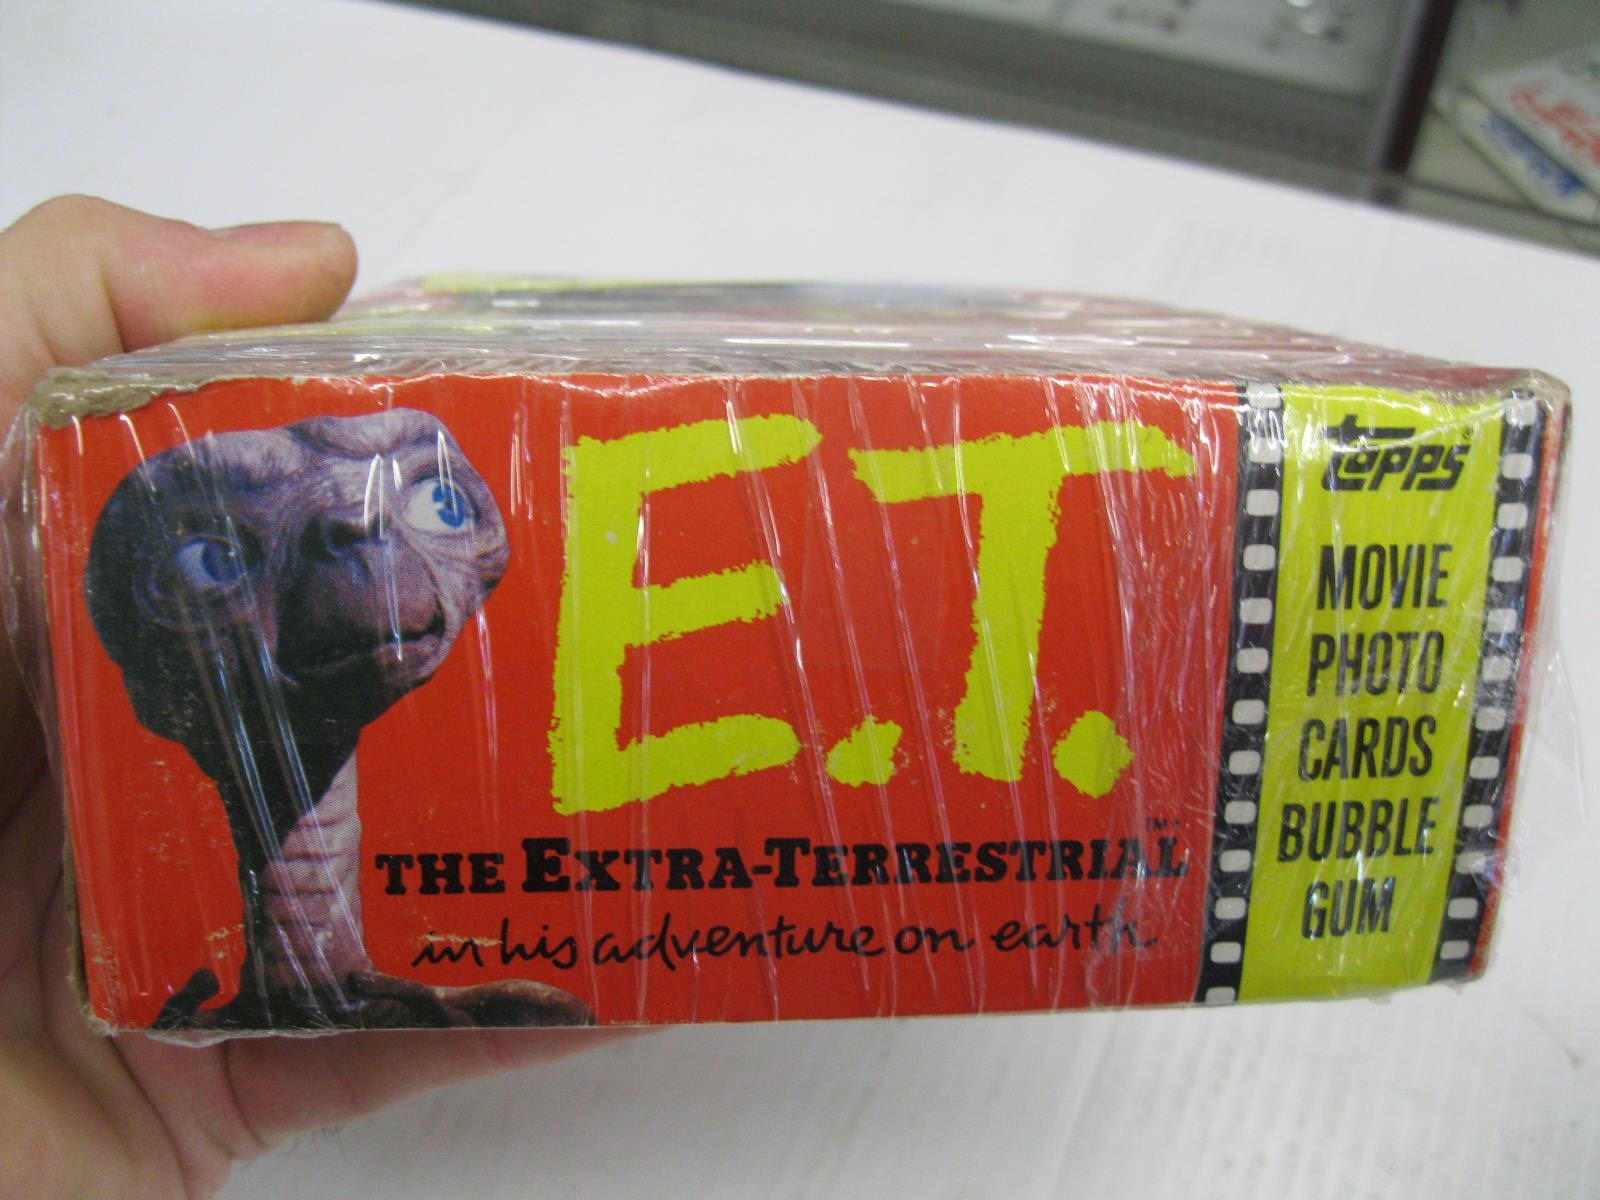 E.T.
THE EXTRA-TERRESTRIAL™
in his adventure on earth
topps®
MOVIE
PHOTO
CARDS
BUBBLE
GUM